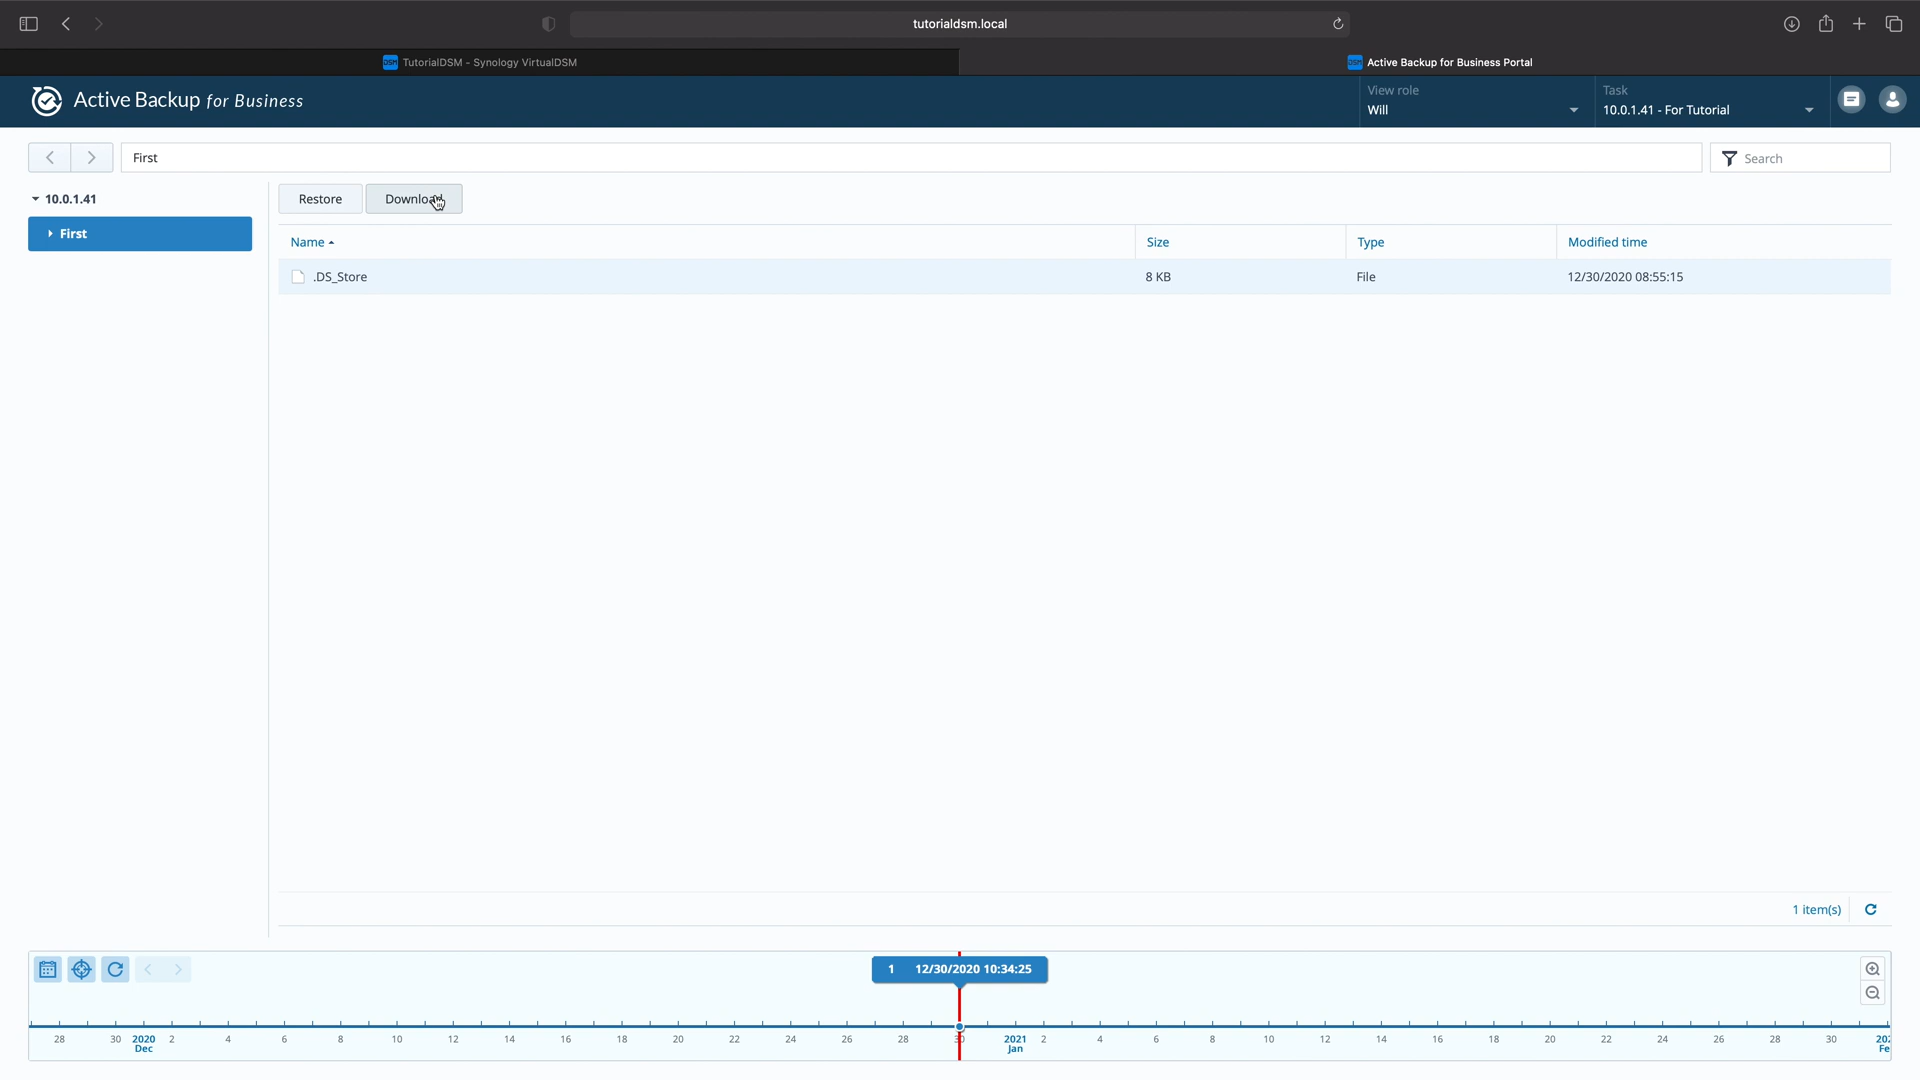 tutorialdsm.local
DSM TutorialDSM - Synology VirtualDSM
DSM Active Backup for Business Portal
Active Backup for Business
View role
Will
Task
10.0.1.41 - For Tutorial
First
Search
10.0.1.41
First
Restore
Download
Name
Size
Type
Modified time
.DS_Store
8 KB
File
12/30/2020 08:55:15
1 item(s)
1 12/30/2020 10:34:25
28 30 2020 2 4 6 8 10 12 14 16 18 20 22 24 26 28 30 2021 2 4 6 8 10 12 14 16 18 20 22 24 26 28 30 202
Dec Jan Fe